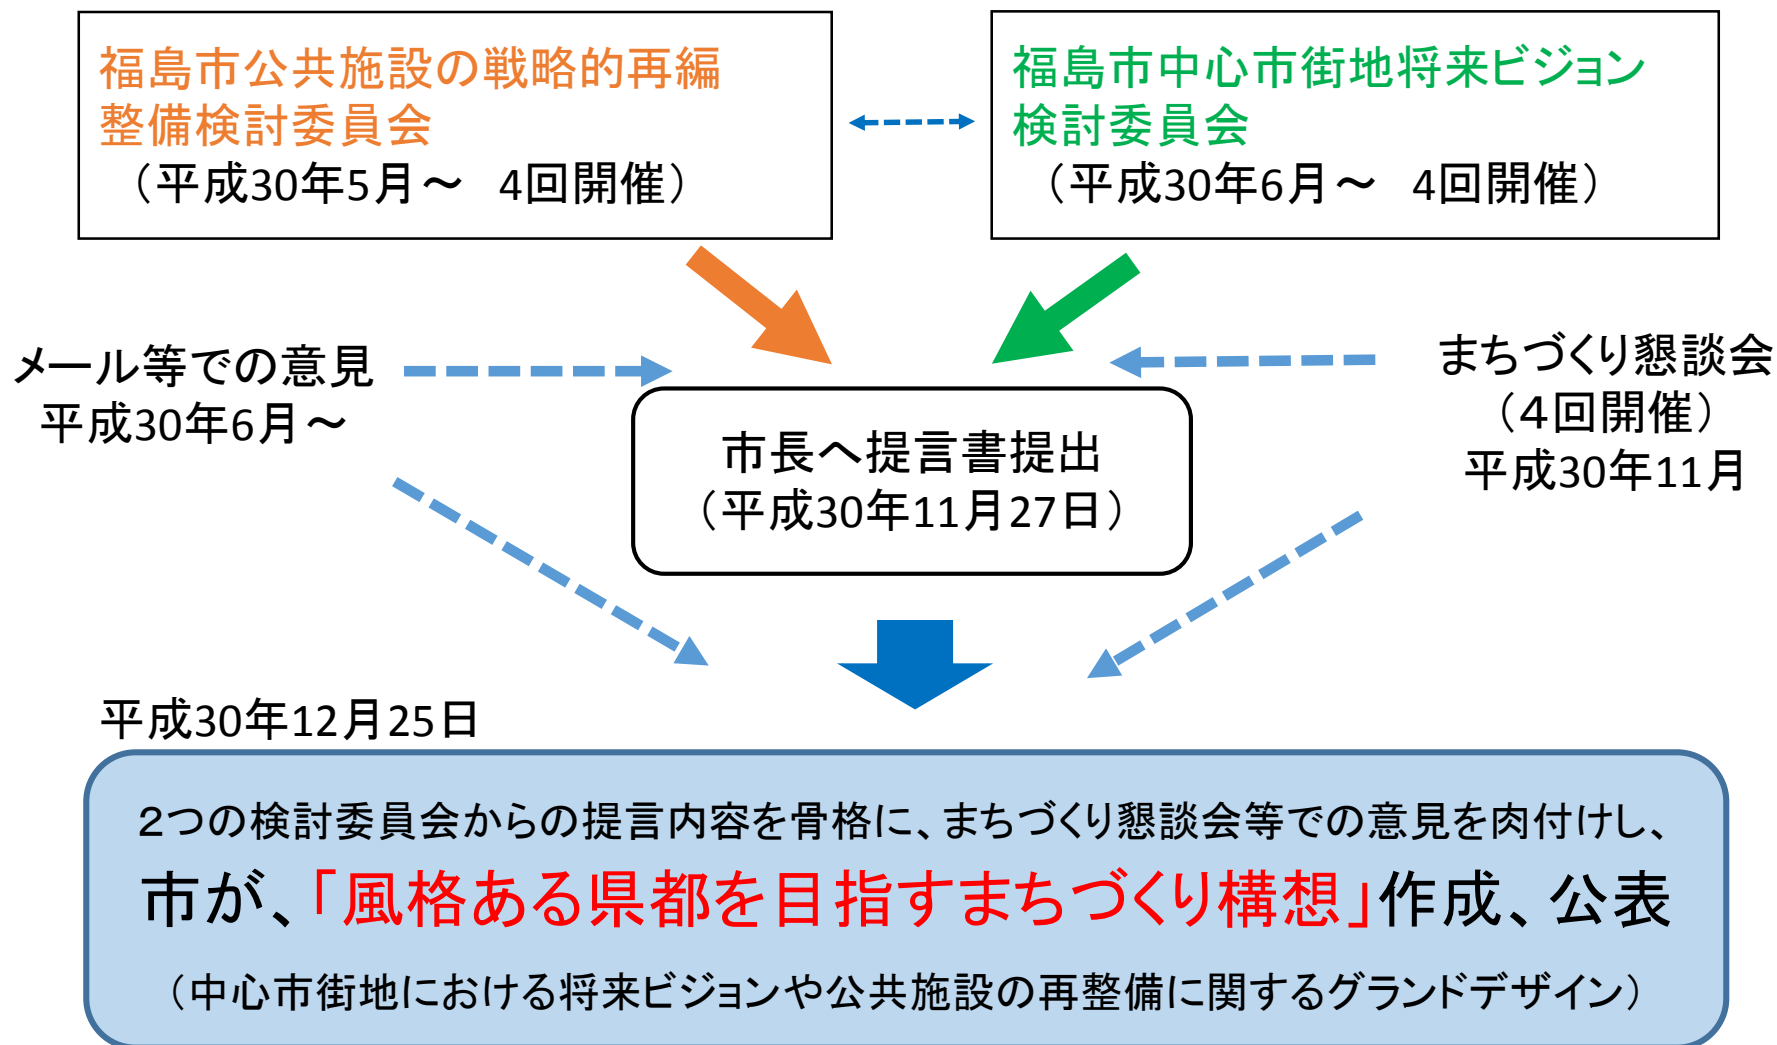 福島市公共施設の戦略的再編
整備検討委員会
（平成30年5月～　4回開催）
福島市中心市街地将来ビジョン
検討委員会
（平成30年6月～　4回開催）
メール等での意見
平成30年6月～
まちづくり懇談会
（４回開催）
平成30年11月
市長へ提言書提出
（平成30年11月27日）
平成30年12月25日
２つの検討委員会からの提言内容を骨格に、まちづくり懇談会等での意見を肉付けし、
市が、「風格ある県都を目指すまちづくり構想」作成、公表
（中心市街地における将来ビジョンや公共施設の再整備に関するグランドデザイン）